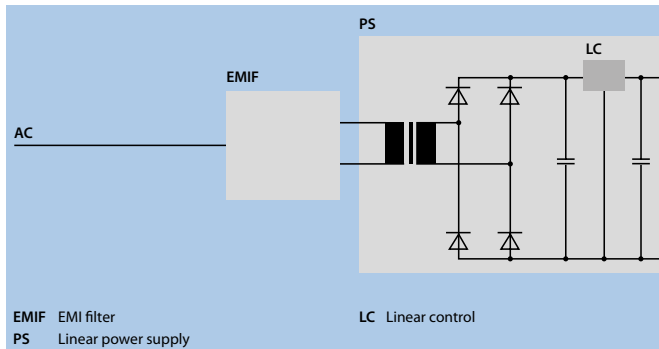 PS
LC
EMIF
AC
EMIF EMI filter
LC Linear control
PS Linear power supply